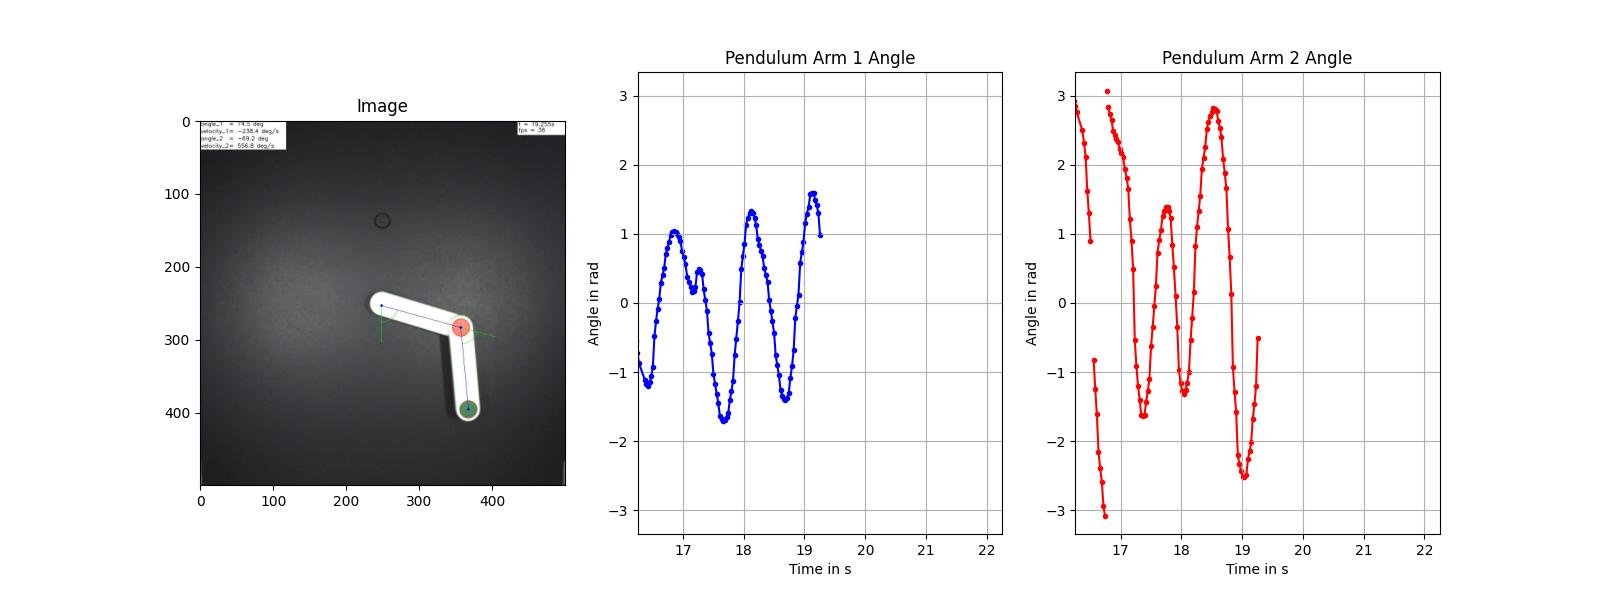 Image
angle_1 = 74.5 deg
velocity_1= -238.4 deg/s
angle_2 = -69.2 deg
velocity_2= 556.8 deg/s
t = 19.255s
fps = 38
0
100
200
300
400
0 100 200 300 400
Pendulum Arm 1 Angle
Angle in rad
3
2
1
0
−1
−2
−3
17 18 19 20 21 22
Time in s
Pendulum Arm 2 Angle
Angle in rad
3
2
1
0
−1
−2
−3
17 18 19 20 21 22
Time in s